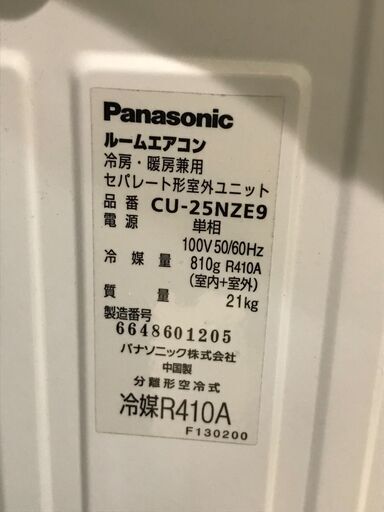 Panasonic
ルームエアコン
冷房・暖房兼用
セパレート形室外ユニット
品番 CU-25NZE9
電源 単相
100V 50/60Hz
冷媒量 810g R410A
(室内+室外)
質量 21kg
製造番号
6648601205
パナソニック株式会社
中国製
分離形空冷式
冷媒R410A
F130200